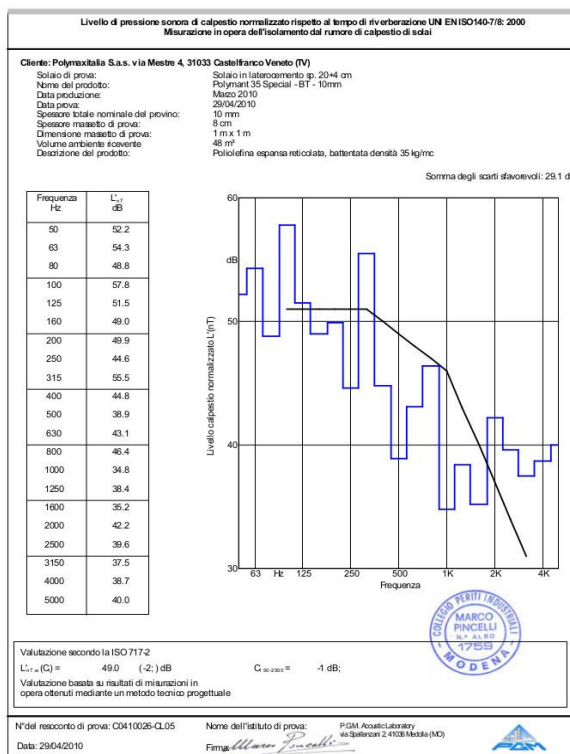 Livello di pressione sonora di calpestio normalizzato rispetto al tempo di riverberazione UNI EN ISO140-7/8: 2000
Misurazione in opera dell'isolamento dal rumore di calpestio di solai
Cliente: Polymaxitalia S.a.s. via Mestre 4, 31033 Castelfranco Veneto (TV)
Solaio di prova: Solaio in laterocemento sp. 20+4 cm
Nome del prodotto: Polymant 35 Special - BT - 10mm
Data produzione: Marzo 2010
Data prova: 29/04/2010
Spessore totale nominale del provino: 10 mm
Spessore massetto di prova: 8 cm
Dimensione massetto di prova: 1 m x 1 m
Volume ambiente ricevente 48 m³
Descrizione del prodotto: Poliolefina espansa reticolata, battentata densità 35 kg/mc
Somma degli scarti sfavorevoli: 29.1 d
Frequenza L'nT
Hz dB
50 52.2
63 54.3
80 48.8
100 57.8
125 51.5
160 49.0
200 49.9
250 44.6
315 55.5
400 44.8
500 38.9
630 43.1
800 46.4
1000 34.8
1250 38.4
1600 35.2
2000 42.2
2500 39.6
3150 37.5
4000 38.7
5000 40.0
60
dB
50
40
30
Livello calpestio normalizzato L'(nT)
63 Hz 125 250 500 1K 2K 4K
Frequenza
COLLEGIO PERITI INDUSTRIALI
MARCO
PINCELLI
N.° ALBO
1759
MODENA
Valutazione secondo la ISO 717-2
L'nT,w (Ci) = 49.0 (-2; ) dB Ci 50-2500 = -1 dB;
Valutazione basata su risultati di misurazioni in
opera ottenuti mediante un metodo tecnico progettuale
N°del resoconto di prova: C0410026-CL05
Nome dell'istituto di prova: P.G.M. Acoustic Laboratory
via Spallanzani 2, 41036 Medolla (MO)
Data: 29/04/2010
Firma: Marco Pincelli
PGM